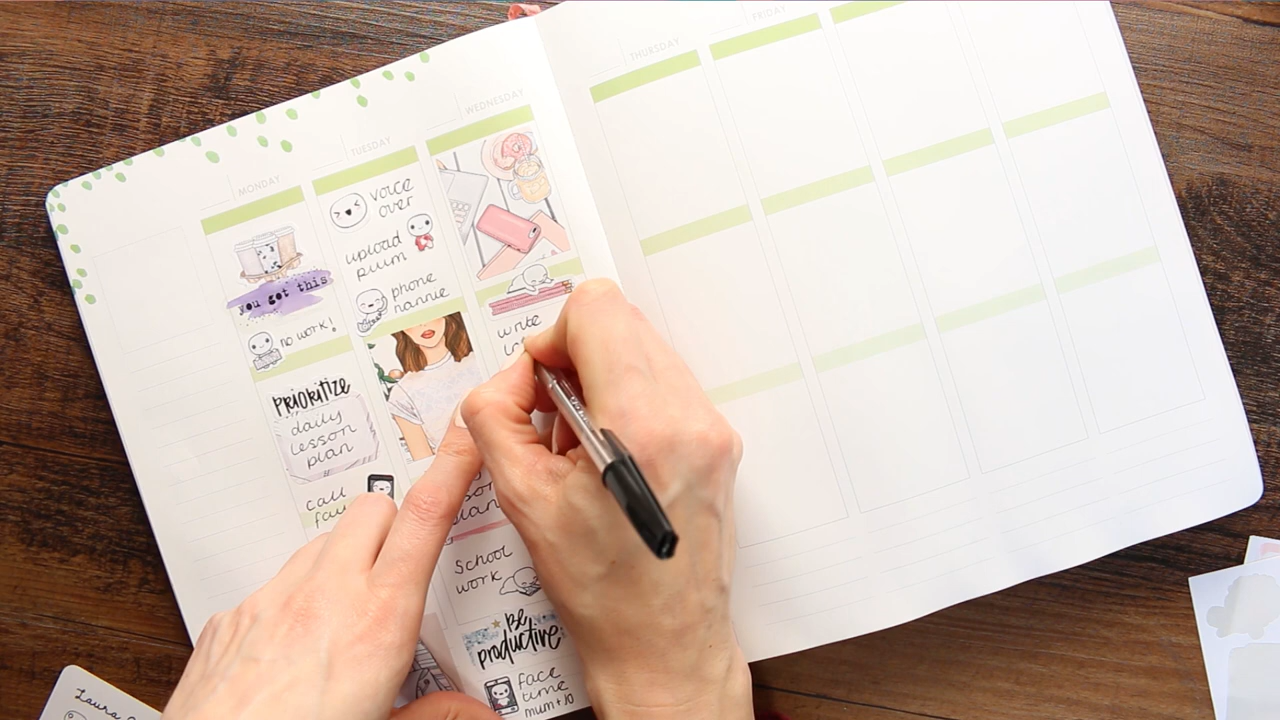 MONDAY
you got this
no work!
PRIORITIZE
daily
lesson
plan
call
TUESDAY
voice
over
upload
phone
nannie
WEDNESDAY
write
School
work
Be
productive
face
time
mum + JO
THURSDAY
FRIDAY
Laura